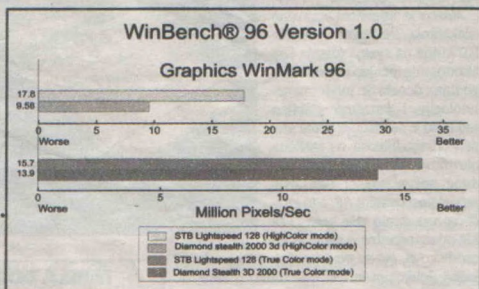 WinBench® 96 Version 1.0
Graphics WinMark 96
17.8
9.58
0 5 10 15 20 25 30 35
Worse Better
15.7
13.9
0 5 10 15
Worse Million Pixels/Sec Better
STB Lightspeed 128 (HighColor mode)
Diamond stealth 2000 3d (HighColor mode)
STB Lightspeed 128 (True Color mode)
Diamond Stealth 3D 2000 (True Color mode)